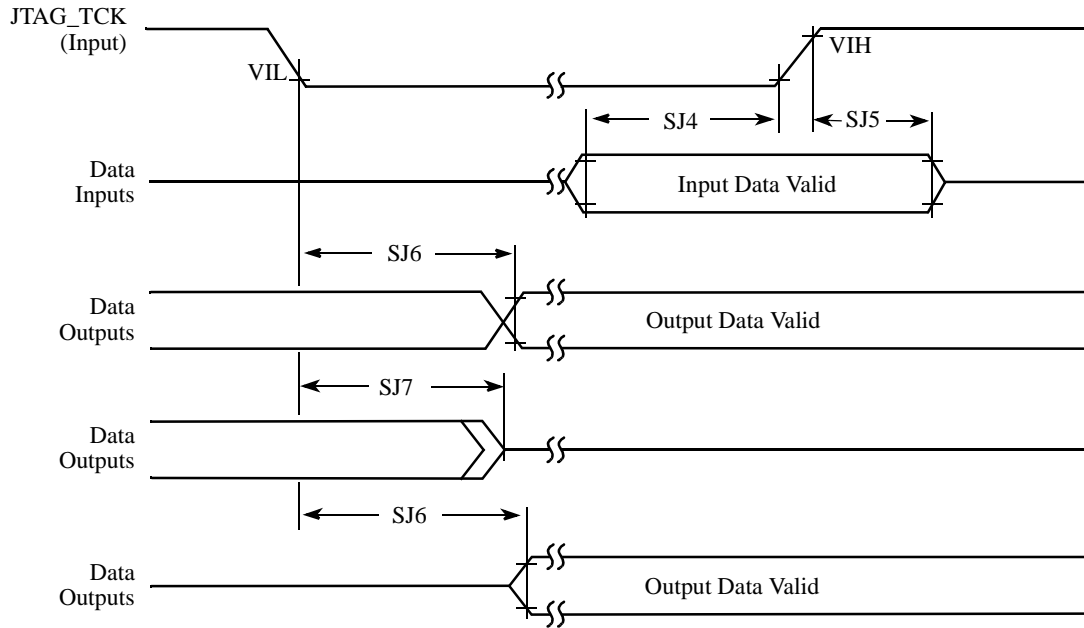 JTAG_TCK
(Input)
VIL
VIH
SJ4
SJ5
Data
Inputs
Input Data Valid
SJ6
Data
Outputs
Output Data Valid
SJ7
Data
Outputs
SJ6
Data
Outputs
Output Data Valid